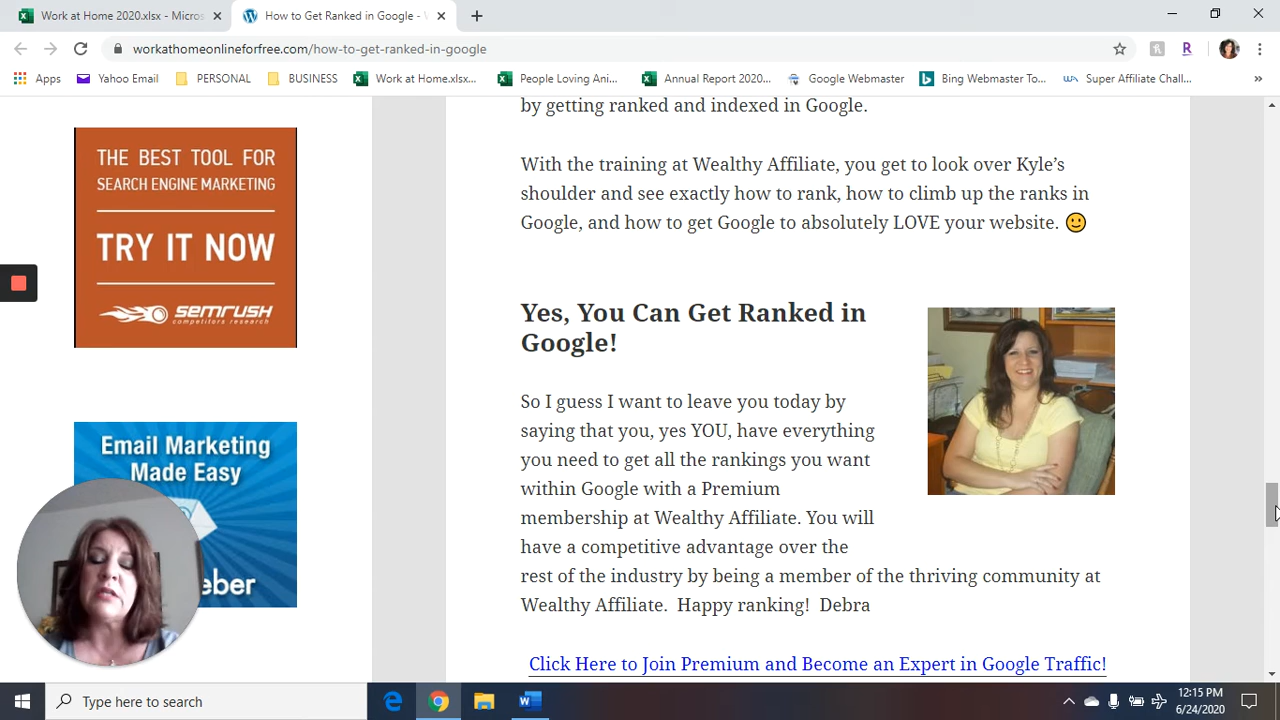 Work at Home 2020.xlsx - Micros
How to Get Ranked in Google -
workathomeonlineforfree.com/how-to-get-ranked-in-google
Apps
Yahoo Email
PERSONAL
BUSINESS
Work at Home.xlsx...
People Loving Ani...
Annual Report 2020...
Google Webmaster
Bing Webmaster To...
Super Affiliate Chall...
THE BEST TOOL FOR
SEARCH ENGINE MARKETING
TRY IT NOW
semrush
competitors research
Email Marketing
Made Easy
eber
by getting ranked and indexed in Google.
With the training at Wealthy Affiliate, you get to look over Kyle’s
shoulder and see exactly how to rank, how to climb up the ranks in
Google, and how to get Google to absolutely LOVE your website. 🙂
Yes, You Can Get Ranked in
Google!
So I guess I want to leave you today by
saying that you, yes YOU, have everything
you need to get all the rankings you want
within Google with a Premium
membership at Wealthy Affiliate. You will
have a competitive advantage over the
rest of the industry by being a member of the thriving community at
Wealthy Affiliate.  Happy ranking!  Debra
Click Here to Join Premium and Become an Expert in Google Traffic!
Type here to search
12:15 PM
6/24/2020